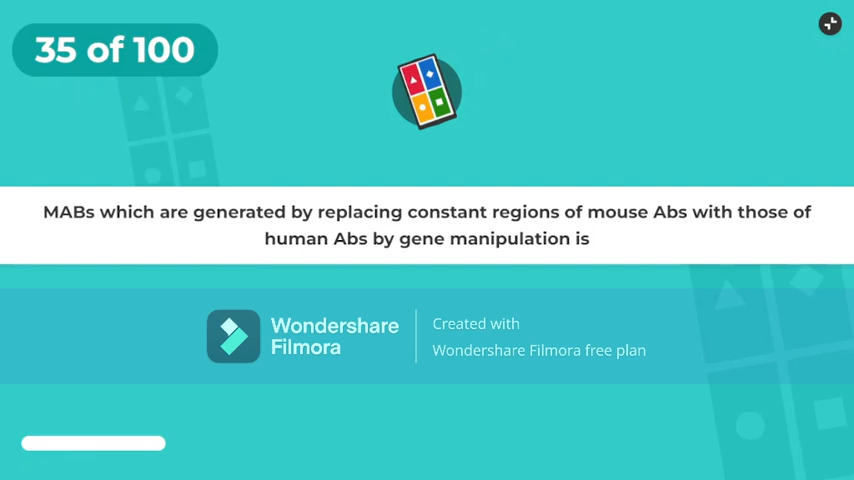 35 of 100
MABs which are generated by replacing constant regions of mouse Abs with those of
human Abs by gene manipulation is
Wondershare
Filmora
Created with
Wondershare Filmora free plan